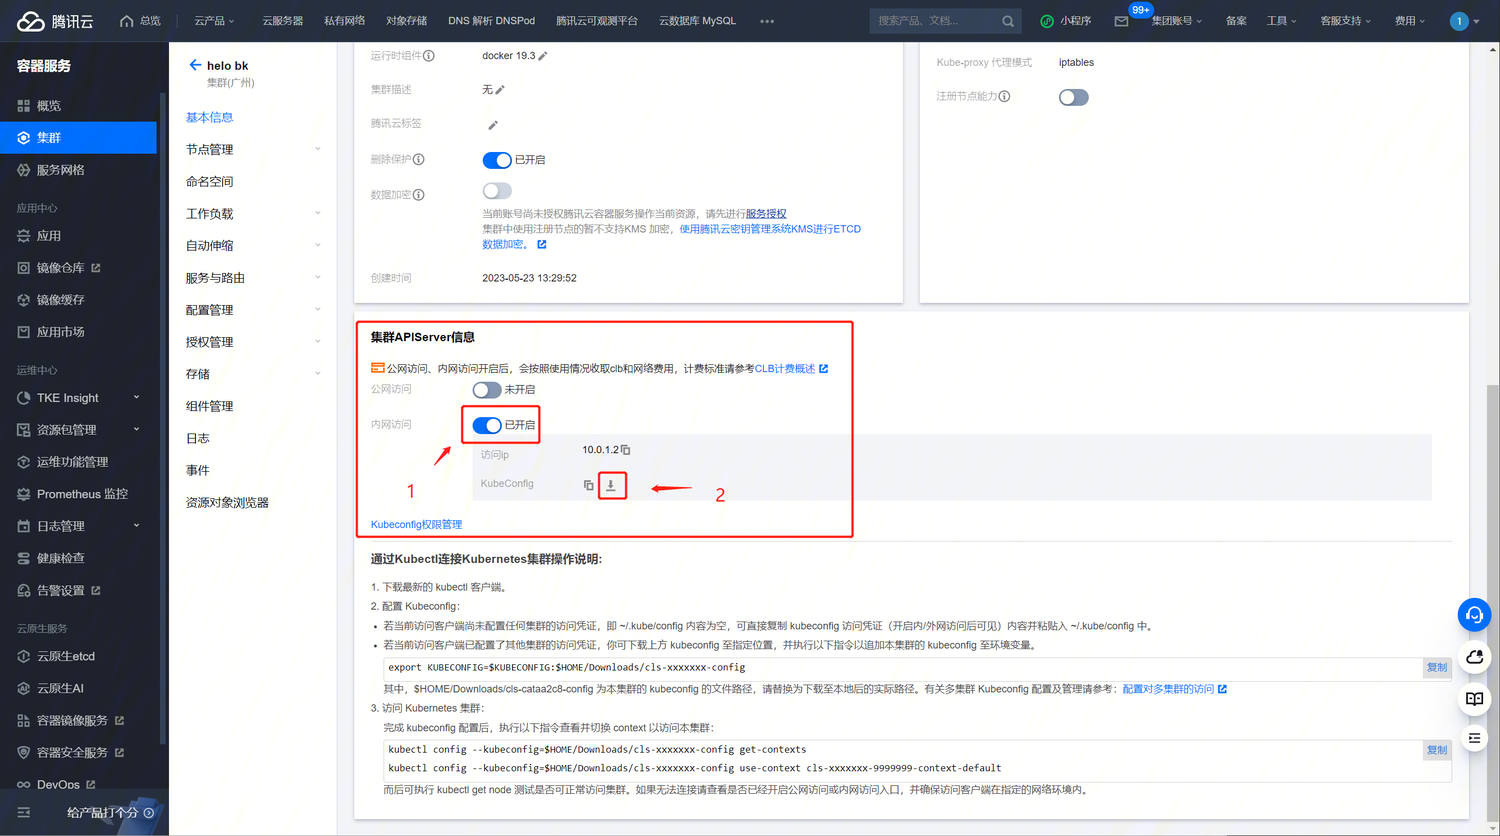 腾讯云
总览
云产品
云服务器
私有网络
对象存储
DNS 解析 DNSPod
腾讯云可观测平台
云数据库 MySQL
•••
搜索产品、文档...
小程序
99+
集团账号
备案
工具
客服支持
费用
1
容器服务
概览
集群
服务网格
应用中心
应用
镜像仓库
镜像缓存
应用市场
运维中心
TKE Insight
资源包管理
运维功能管理
Prometheus 监控
日志管理
健康检查
告警设置
云原生服务
云原生etcd
云原生AI
容器镜像服务
容器安全服务
DevOps
给产品打个分
helo bk
集群(广州)
基本信息
节点管理
命名空间
工作负载
自动伸缩
服务与路由
配置管理
授权管理
存储
组件管理
日志
事件
资源对象浏览器
运行时组件
docker 19.3
集群描述
无
腾讯云标签
删除保护
已开启
数据加密
当前账号尚未授权腾讯云容器服务操作当前资源，请先进行服务授权
集群中使用注册节点的暂不支持KMS 加密，使用腾讯云密钥管理系统KMS进行ETCD
数据加密。
创建时间
2023-05-23 13:29:52
Kube-proxy 代理模式
iptables
注册节点能力
集群APIServer信息
公网访问、内网访问开启后，会按照使用情况收取clb和网络费用，计费标准请参考CLB计费概述
公网访问
未开启
内网访问
已开启
访问ip
10.0.1.2
KubeConfig
1
2
Kubeconfig权限管理
通过Kubectl连接Kubernetes集群操作说明:
1. 下载最新的 kubectl 客户端。
2. 配置 Kubeconfig：
• 若当前访问客户端尚未配置任何集群的访问凭证，即 ~/.kube/config 内容为空，可直接复制 kubeconfig 访问凭证（开启内/外网访问后可见）内容并粘贴入 ~/.kube/config 中。
• 若当前访问客户端已配置了其他集群的访问凭证，你可下载上方 kubeconfig 至指定位置，并执行以下指令以追加本集群的 kubeconfig 至环境变量。
export KUBECONFIG=$KUBECONFIG:$HOME/Downloads/cls-xxxxxxx-config
复制
其中，$HOME/Downloads/cls-cataa2c8-config 为本集群的 kubeconfig 的文件路径，请替换为下载至本地后的实际路径。有关多集群 Kubeconfig 配置及管理请参考：配置对多集群的访问
3. 访问 Kubernetes 集群：
完成 kubeconfig 配置后，执行以下指令查看并切换 context 以访问本集群：
kubectl config --kubeconfig=$HOME/Downloads/cls-xxxxxxx-config get-contexts
复制
kubectl config --kubeconfig=$HOME/Downloads/cls-xxxxxxx-config use-context cls-xxxxxxx-9999999-context-default
而后可执行 kubectl get node 测试是否可正常访问集群。如果无法连接请查看是否已经开启公网访问或内网访问入口，并确保访问客户端在指定的网络环境内。